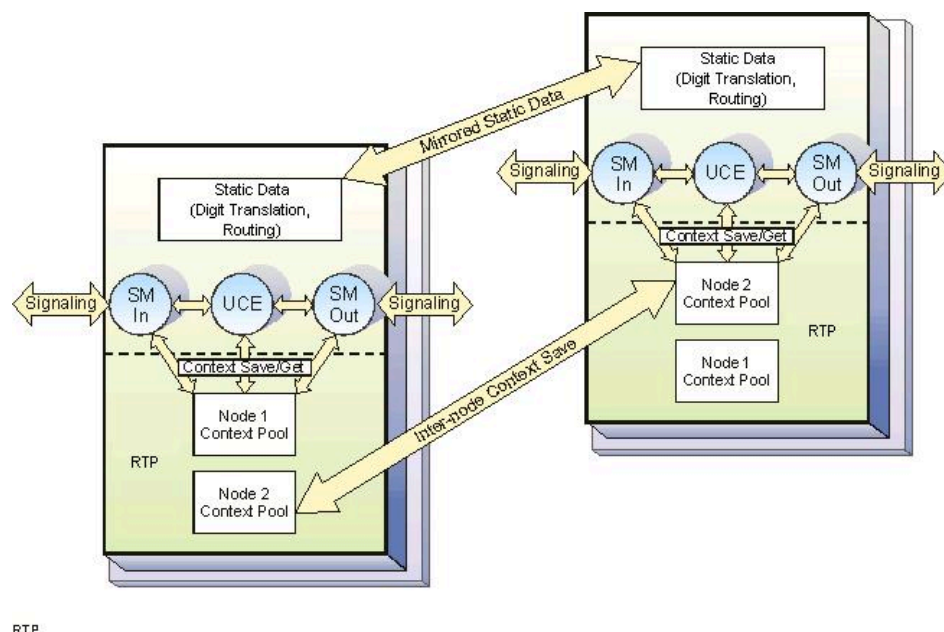 Static Data
(Digit Translation,
Routing)
Mirrored Static Data
Signaling
SM
In
UCE
SM
Out
Signaling
Context Save/Get
Node 2
Context Pool
RTP
Node 1
Context Pool
Static Data
(Digit Translation,
Routing)
Signaling
SM
In
UCE
SM
Out
Signaling
Context Save/Get
Inter-node Context Save
Node 1
Context Pool
RTP
Node 2
Context Pool
RTP